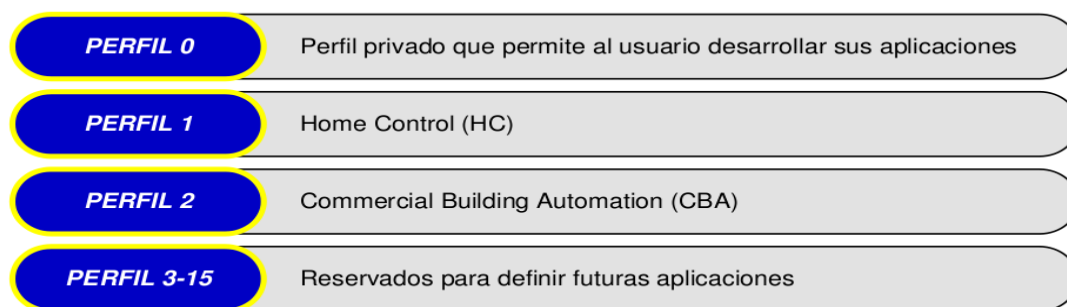 PERFIL 0 Perfil privado que permite al usuario desarrollar sus aplicaciones
PERFIL 1 Home Control (HC)
PERFIL 2 Commercial Building Automation (CBA)
PERFIL 3-15 Reservados para definir futuras aplicaciones